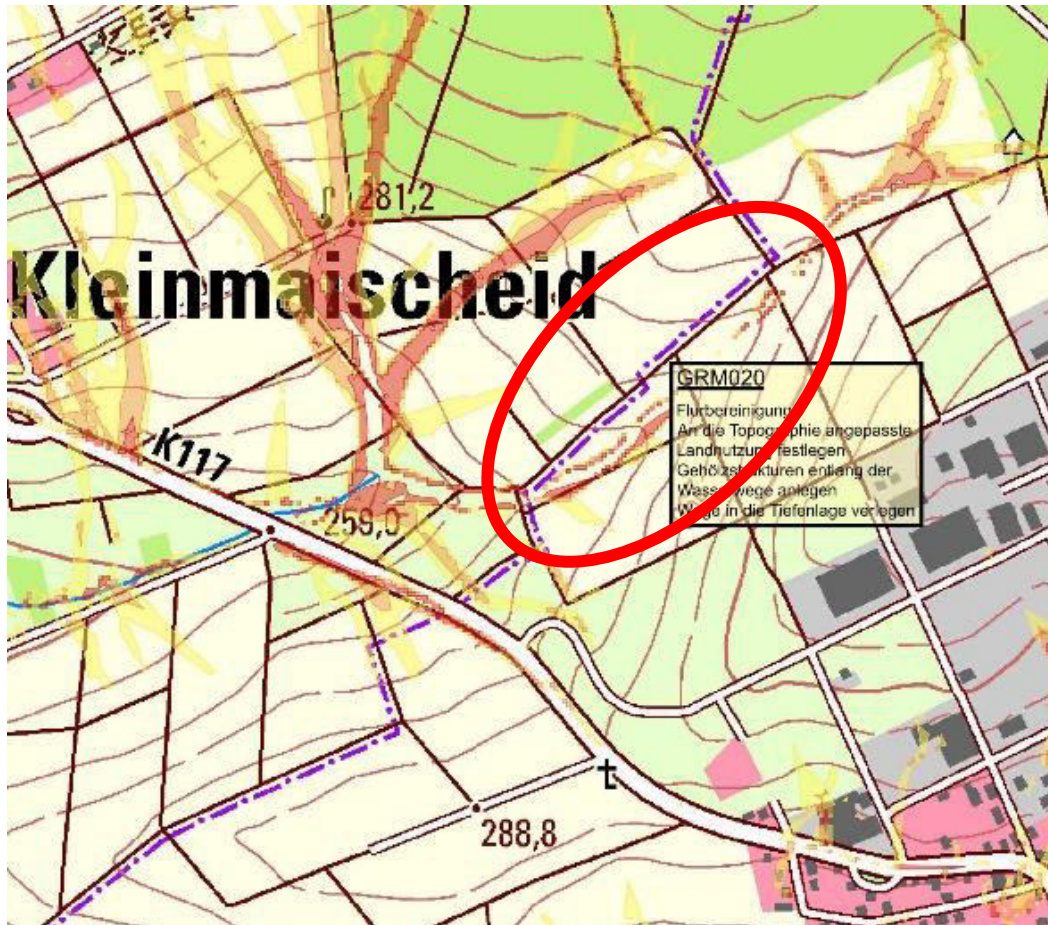 281,2
Kleinmaischeid
GRM020
Flurbereinigung
An die Topographie angepasste
Landnutzung festlegen
Gehölzstrukturen entlang der
Wasserwege anlegen
Wege in die Tiefenlage verlegen
K117
259,0
288,8